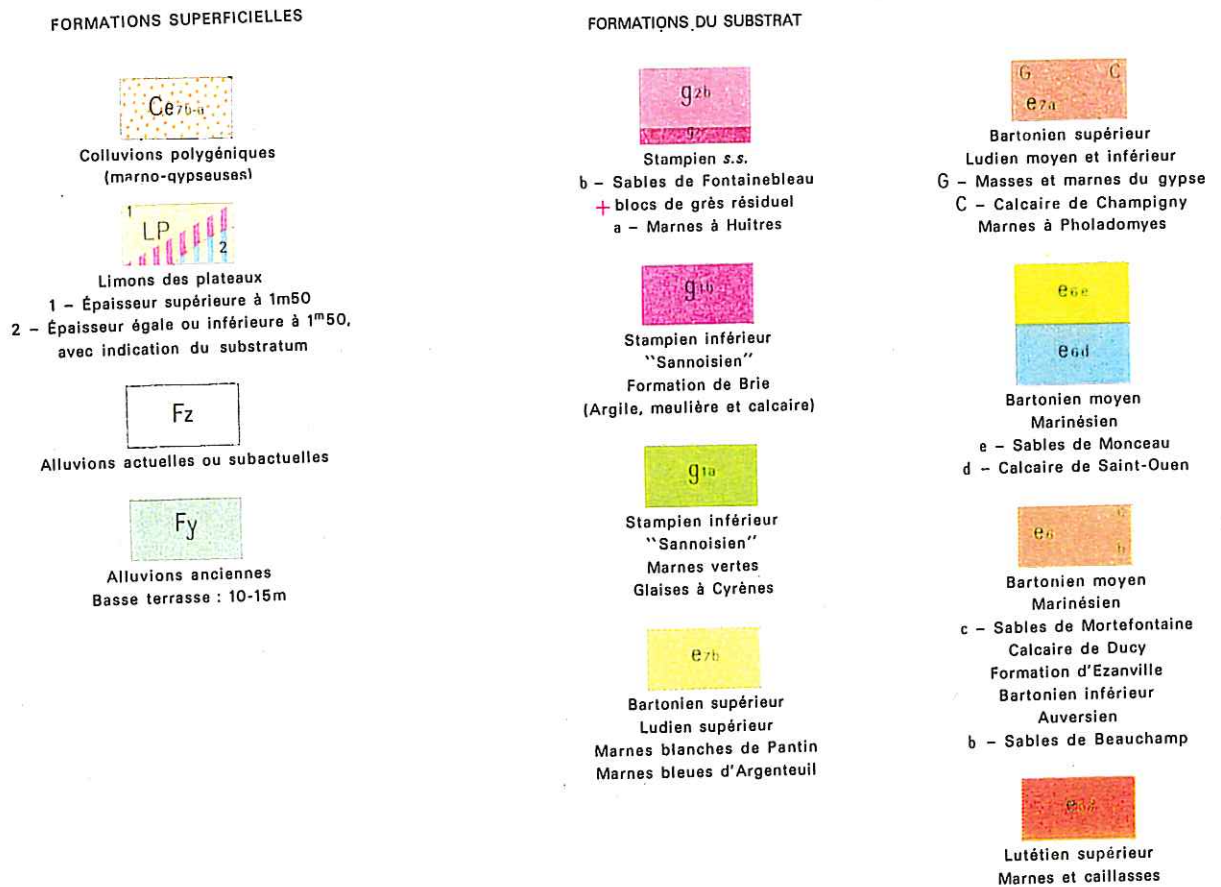 FORMATIONS SUPERFICIELLES
Ce7b-a
Colluvions polygéniques
(marno-gypseuses)
1
LP
2
Limons des plateaux
1 – Épaisseur supérieure à 1m50
2 – Épaisseur égale ou inférieure à 1m50,
avec indication du substratum
Fz
Alluvions actuelles ou subactuelles
Fy
Alluvions anciennes
Basse terrasse : 10-15m
FORMATIONS DU SUBSTRAT
g2b
Stampien s.s.
b – Sables de Fontainebleau
+ blocs de grès résiduel
a – Marnes à Huîtres
g1b
Stampien inférieur
"Sannoisien"
Formation de Brie
(Argile, meulière et calcaire)
g1a
Stampien inférieur
"Sannoisien"
Marnes vertes
Glaises à Cyrènes
e7b
Bartonien supérieur
Ludien supérieur
Marnes blanches de Pantin
Marnes bleues d'Argenteuil
G C
e7a
Bartonien supérieur
Ludien moyen et inférieur
G – Masses et marnes du gypse
C – Calcaire de Champigny
Marnes à Pholadomyes
e6e
e6d
Bartonien moyen
Marinésien
e – Sables de Monceau
d – Calcaire de Saint-Ouen
c
e6
b
Bartonien moyen
Marinésien
c – Sables de Mortefontaine
Calcaire de Ducy
Formation d'Ezanville
Bartonien inférieur
Auversien
b – Sables de Beauchamp
Lutétien supérieur
Marnes et caillasses